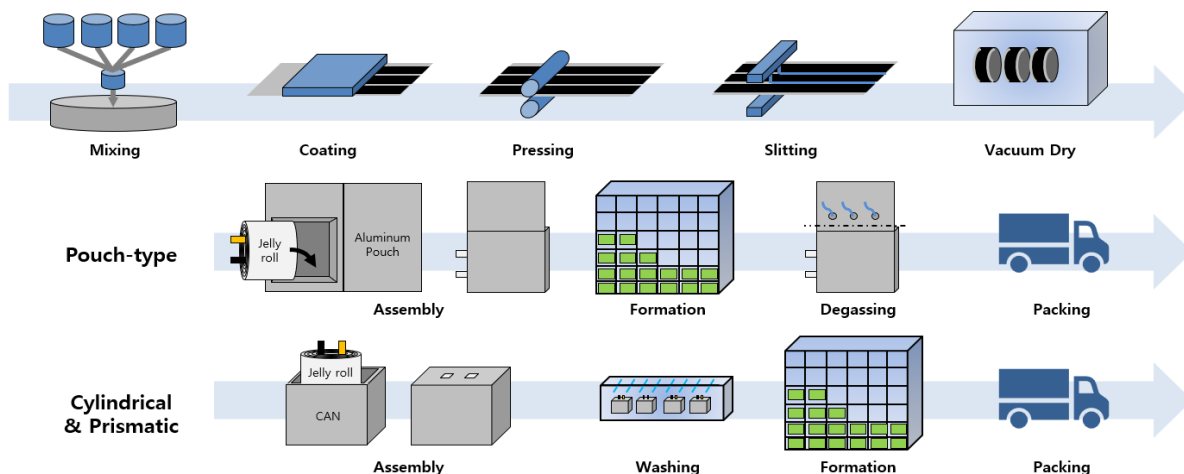 Mixing
Coating
Pressing
Slitting
Vacuum Dry
Pouch-type
Jelly
roll
Aluminum
Pouch
Assembly
Formation
Degassing
Packing
Cylindrical
& Prismatic
Jelly roll
CAN
Assembly
Washing
Formation
Packing